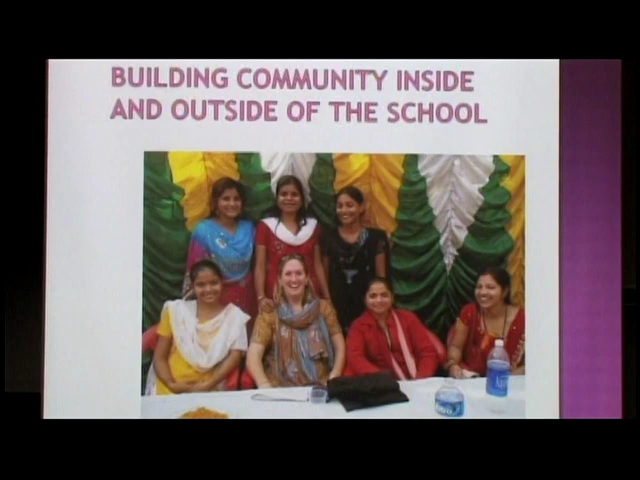 BUILDING COMMUNITY INSIDE
AND OUTSIDE OF THE SCHOOL